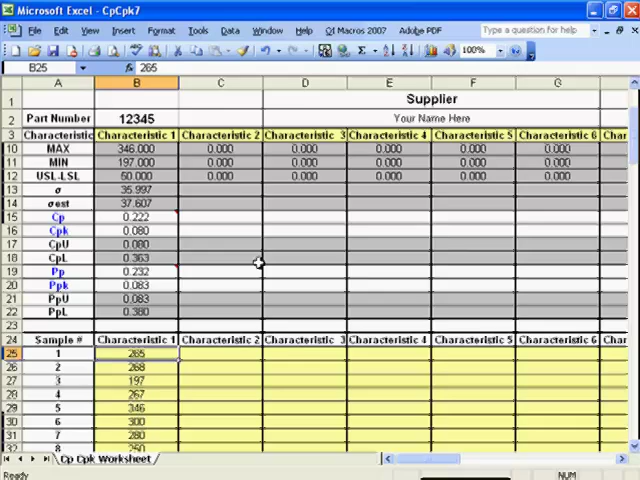 Microsoft Excel - CpCpk7
File Edit View Insert Format Tools Data Window Help QI Macros 2007 Adobe PDF Type a question for help
100%
B25 fx 265
A B C D E F G
1 Supplier
2 Part Number 12345 Your Name Here
3 Characteristic Characteristic 1 Characteristic 2 Characteristic 3 Characteristic 4 Characteristic 5 Characteristic 6 Chara
10 MAX 346.000 0.000 0.000 0.000 0.000 0.000
11 MIN 197.000 0.000 0.000 0.000 0.000 0.000
12 USL-LSL 50.000 0.000 0.000 0.000 0.000 0.000
13 σ 35.997
14 σ est 37.607
15 Cp 0.222
16 Cpk 0.080
17 CpU 0.080
18 CpL 0.363
19 Pp 0.232
20 Ppk 0.083
21 PpU 0.083
22 PpL 0.380
23
24 Sample # Characteristic 1 Characteristic 2 Characteristic 3 Characteristic 4 Characteristic 5 Characteristic 6 Chara
25 1 265
26 2 268
27 3 197
28 4 267
29 5 346
30 6 300
31 7 280
32 8 250
Cp Cpk Worksheet
Ready NUM